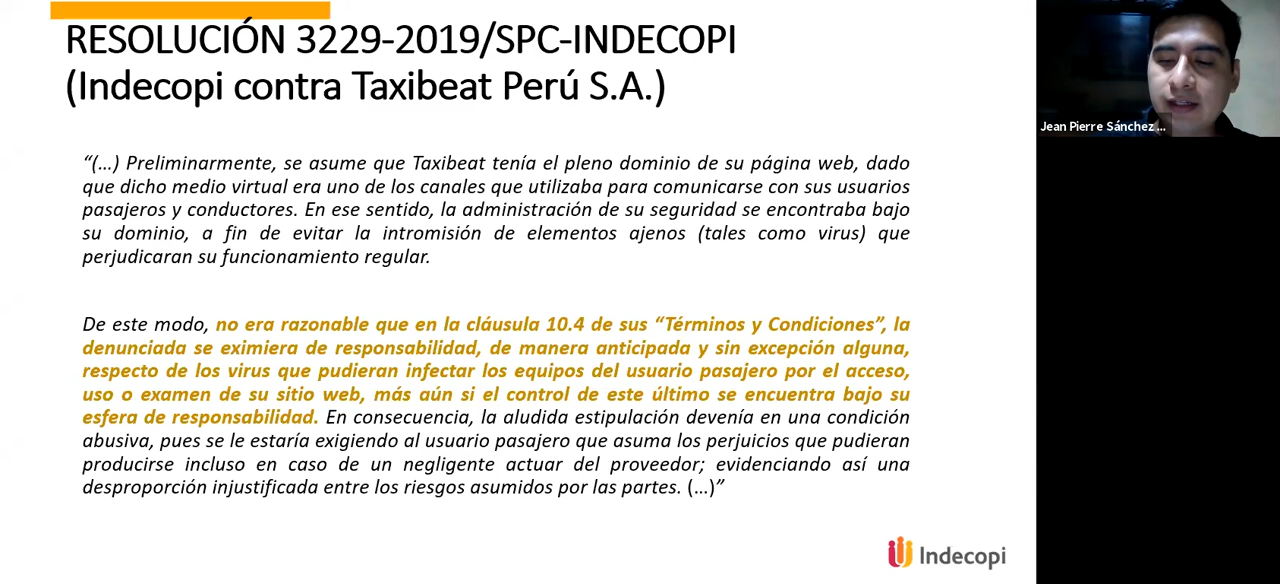 RESOLUCIÓN 3229-2019/SPC-INDECOPI
(Indecopi contra Taxibeat Perú S.A.)
“(…) Preliminarmente, se asume que Taxibeat tenía el pleno dominio de su página web, dado
que dicho medio virtual era uno de los canales que utilizaba para comunicarse con sus usuarios
pasajeros y conductores. En ese sentido, la administración de su seguridad se encontraba bajo
su dominio, a fin de evitar la intromisión de elementos ajenos (tales como virus) que
perjudicaran su funcionamiento regular.
De este modo, no era razonable que en la cláusula 10.4 de sus “Términos y Condiciones”, la
denunciada se eximiera de responsabilidad, de manera anticipada y sin excepción alguna,
respecto de los virus que pudieran infectar los equipos del usuario pasajero por el acceso,
uso o examen de su sitio web, más aún si el control de este último se encuentra bajo su
esfera de responsabilidad. En consecuencia, la aludida estipulación devenía en una condición
abusiva, pues se le estaría exigiendo al usuario pasajero que asuma los perjuicios que pudieran
producirse incluso en caso de un negligente actuar del proveedor; evidenciando así una
desproporción injustificada entre los riesgos asumidos por las partes. (…)”
Indecopi
Jean Pierre Sánchez ...